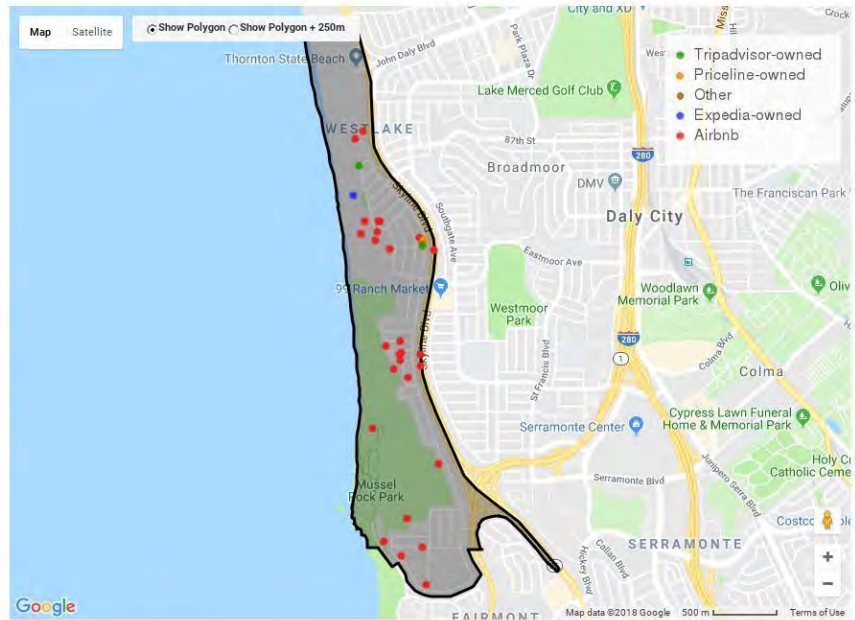 Map
Satellite
Show Polygon
Show Polygon + 250m
City and XD
Miss
Crock
John Daly Blvd
Park Plaza Dr
Thornton State Beach
Tripadvisor-owned
Priceline-owned
Other
Expedia-owned
Airbnb
Lake Merced Golf Club
WESTLAKE
87th St
280
Broadmoor
DMV
The Franciscan Park
Skyline Blvd
Southgate Ave
Daly City
Eastmoor Ave
99 Ranch Market
Woodlawn
Memorial Park
Oliv
Westmoor
Park
Skyline Blvd
280
1
Colma Blvd
Colma
St Francis Blvd
Cypress Lawn Funeral
Home & Memorial Park
Serramonte Center
Junipero Serra Blvd
Holy C
Catholic Ceme
Serramonte Blvd
Mussel
Rock Park
Costco
SERRAMONTE
Callan Blvd
Hickey Blvd
FAIRMONT
Google
Map data ©2018 Google
500 m
Terms of Use